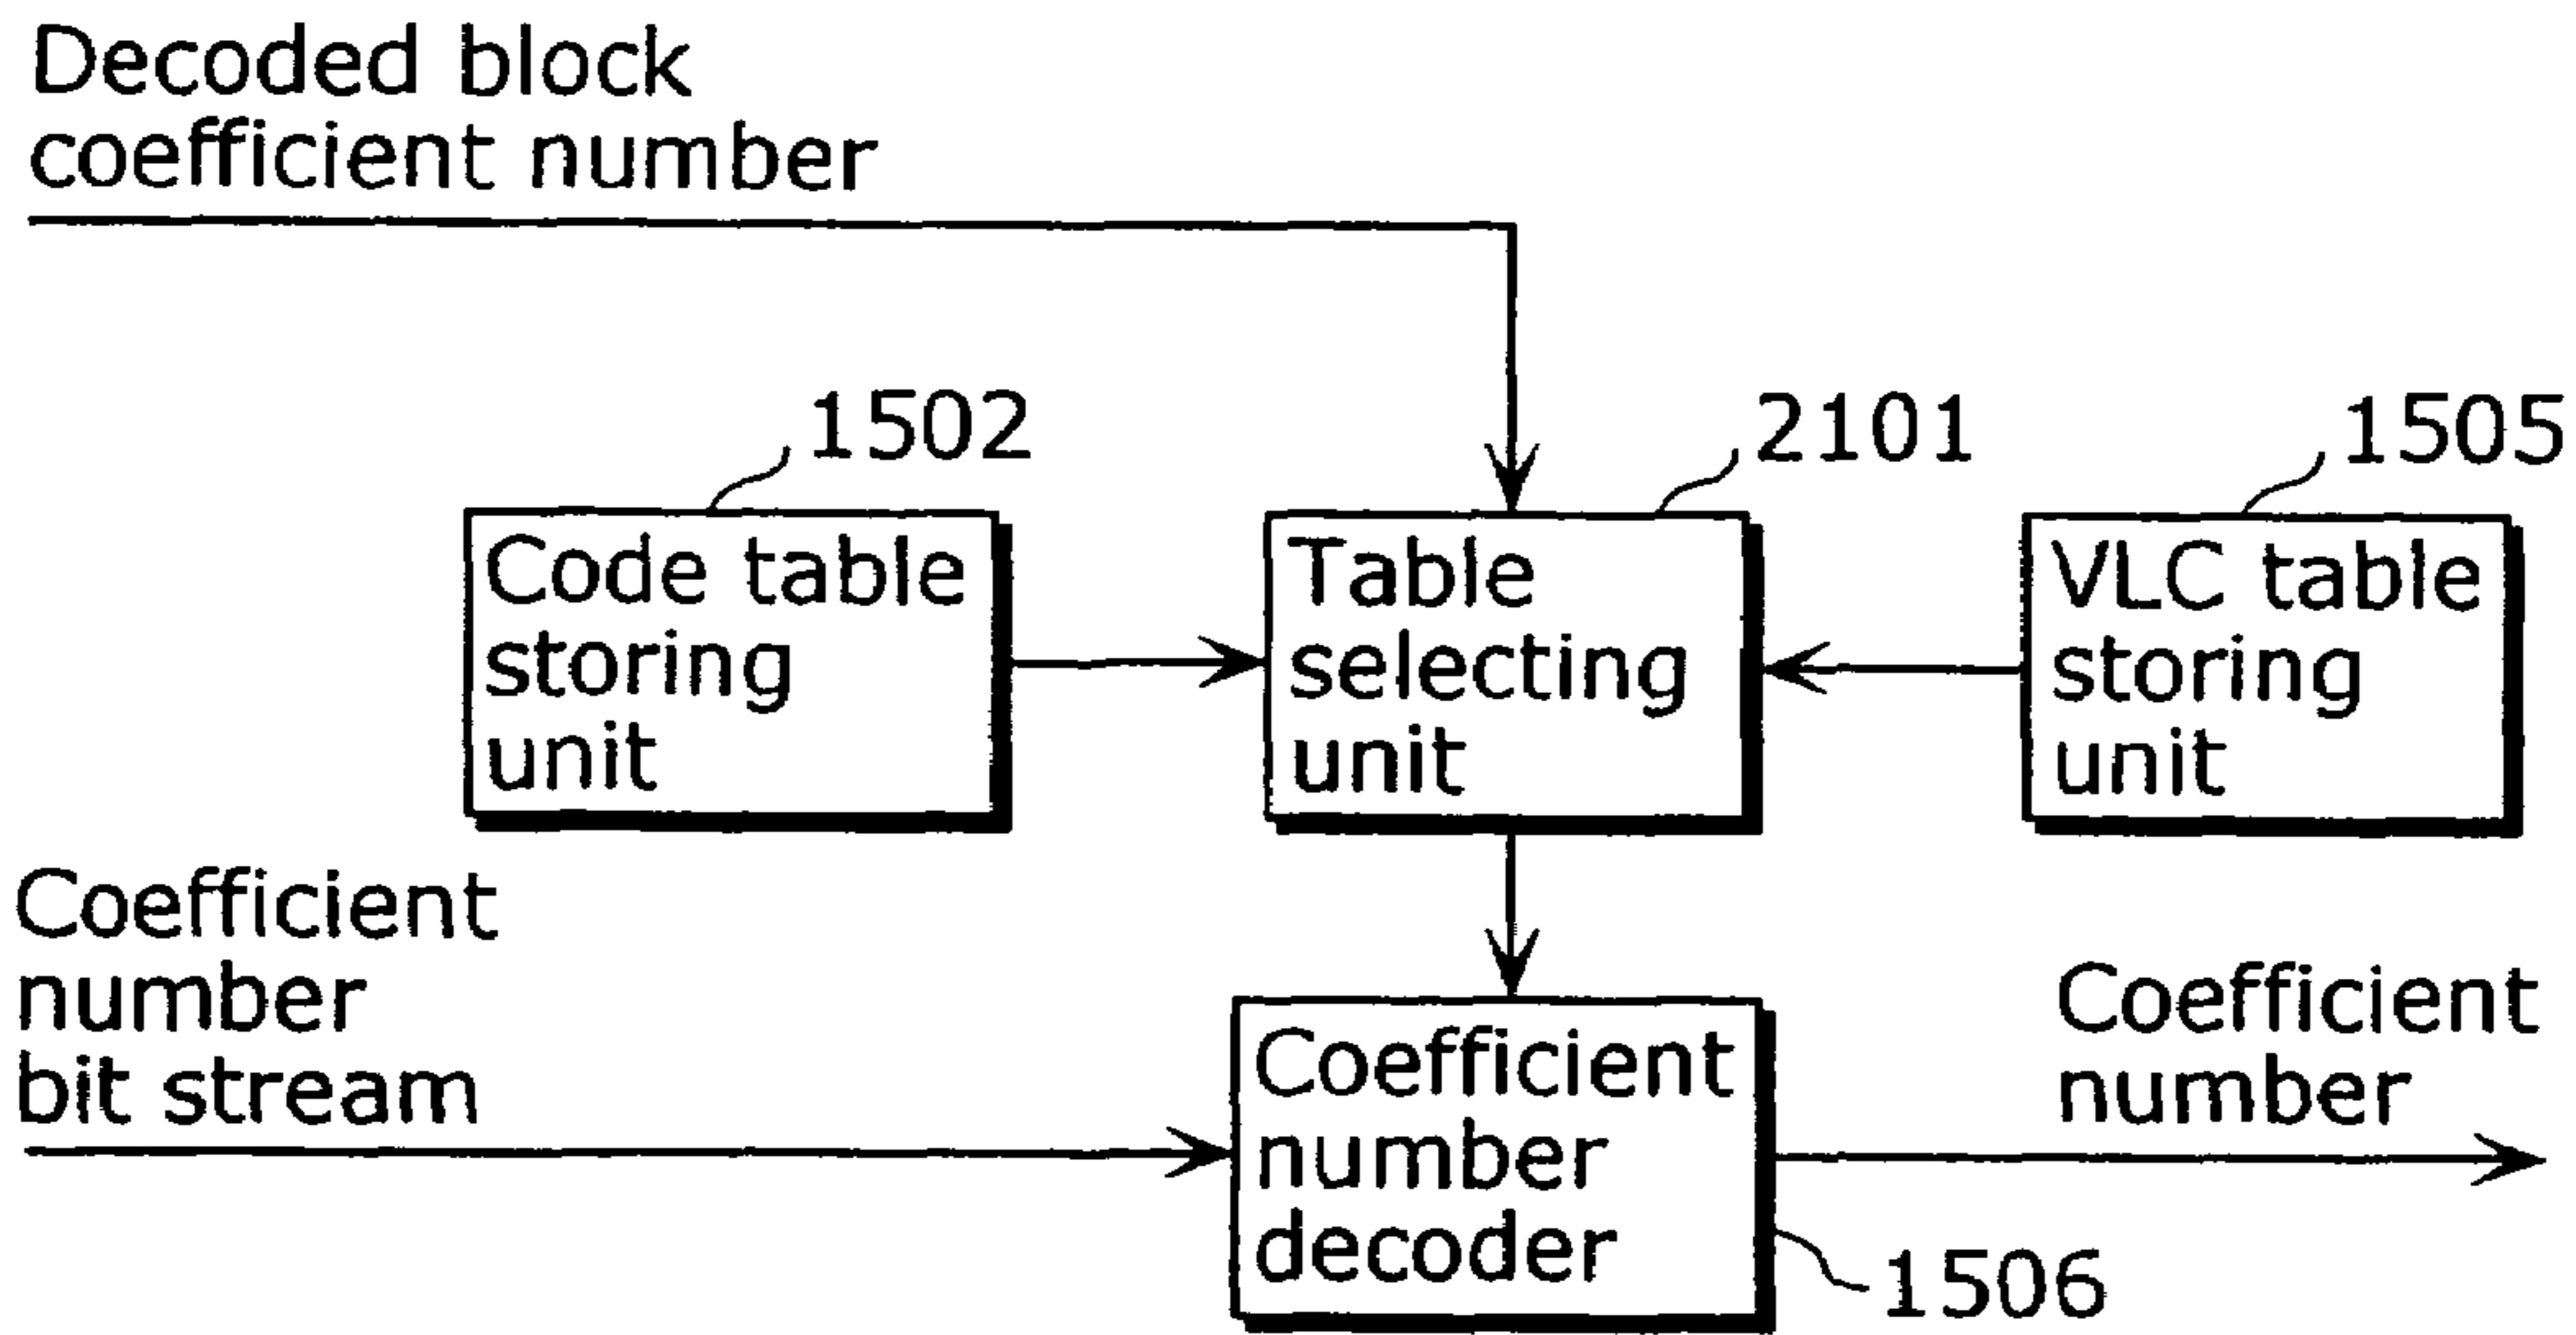 Decoded block
coefficient number
1502
2101
1505
Code table
storing
unit
Table
selecting
unit
VLC table
storing
unit
Coefficient
number
bit stream
Coefficient
number
decoder
Coefficient
number
1506